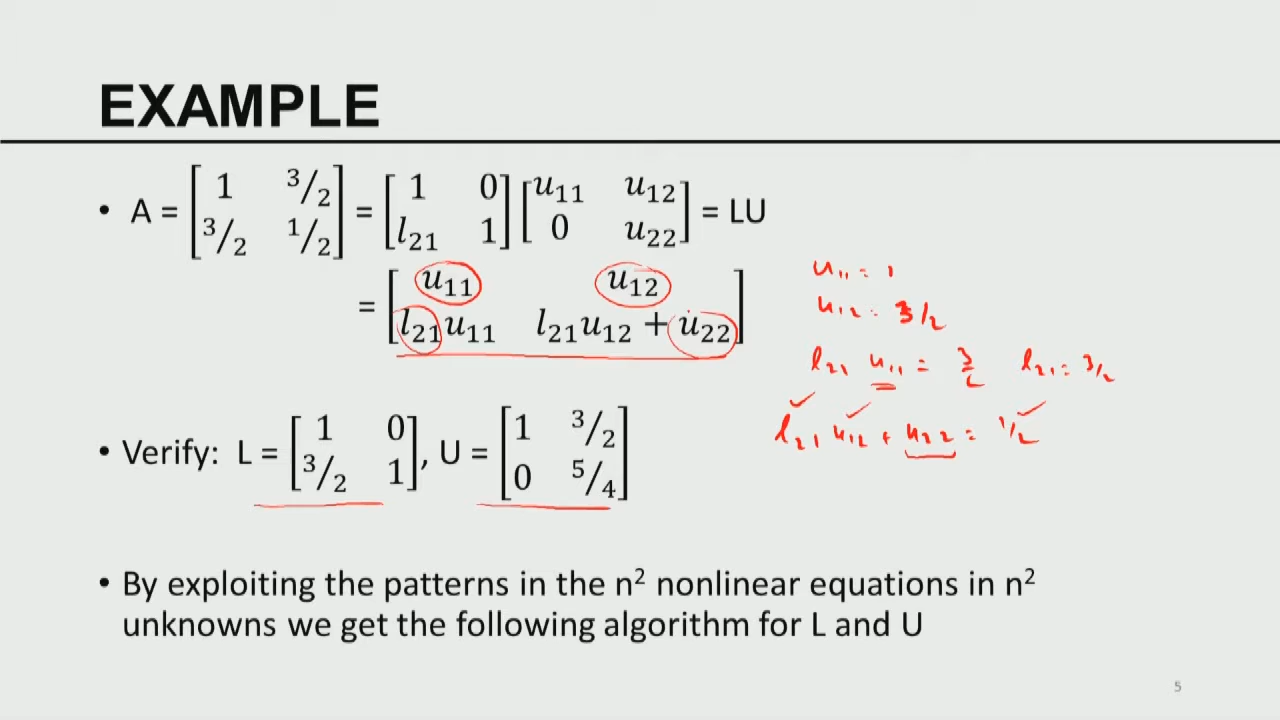 EXAMPLE
• A = [1 3/2; 3/2 1/2] = [1 0; l₂₁ 1] [u₁₁ u₁₂; 0 u₂₂] = LU
= [u₁₁ u₁₂; l₂₁u₁₁ l₂₁u₁₂ + u₂₂]
u₁₁ = 1
u₁₂ = 3/2
l₂₁ u₁₁ = 3/2 l₂₁ = 3/2
l₂₁ u₁₂ + u₂₂ = 1/2
• Verify: L = [1 0; 3/2 1], U = [1 3/2; 0 5/4]
• By exploiting the patterns in the n² nonlinear equations in n²
unknowns we get the following algorithm for L and U
5